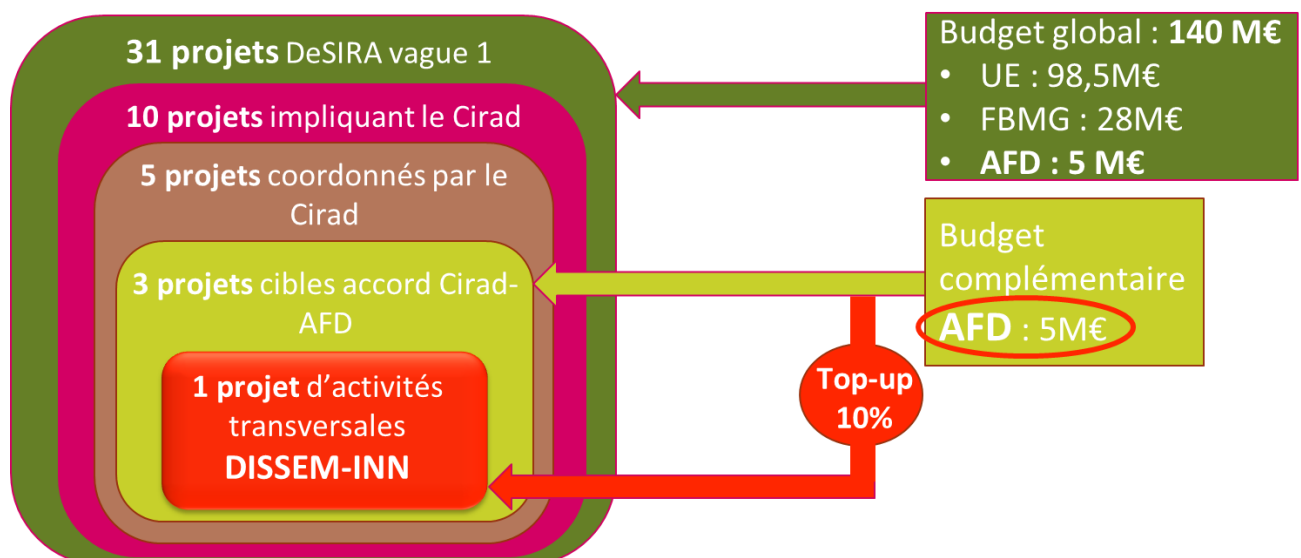 31 projets DeSIRA vague 1
10 projets impliquant le Cirad
5 projets coordonnés par le
Cirad
3 projets cibles accord Cirad-
AFD
1 projet d’activités
transversales
DISSEM-INN
Budget global : 140 M€
• UE : 98,5M€
• FBMG : 28M€
• AFD : 5 M€
Budget
complémentaire
AFD : 5M€
Top-up
10%